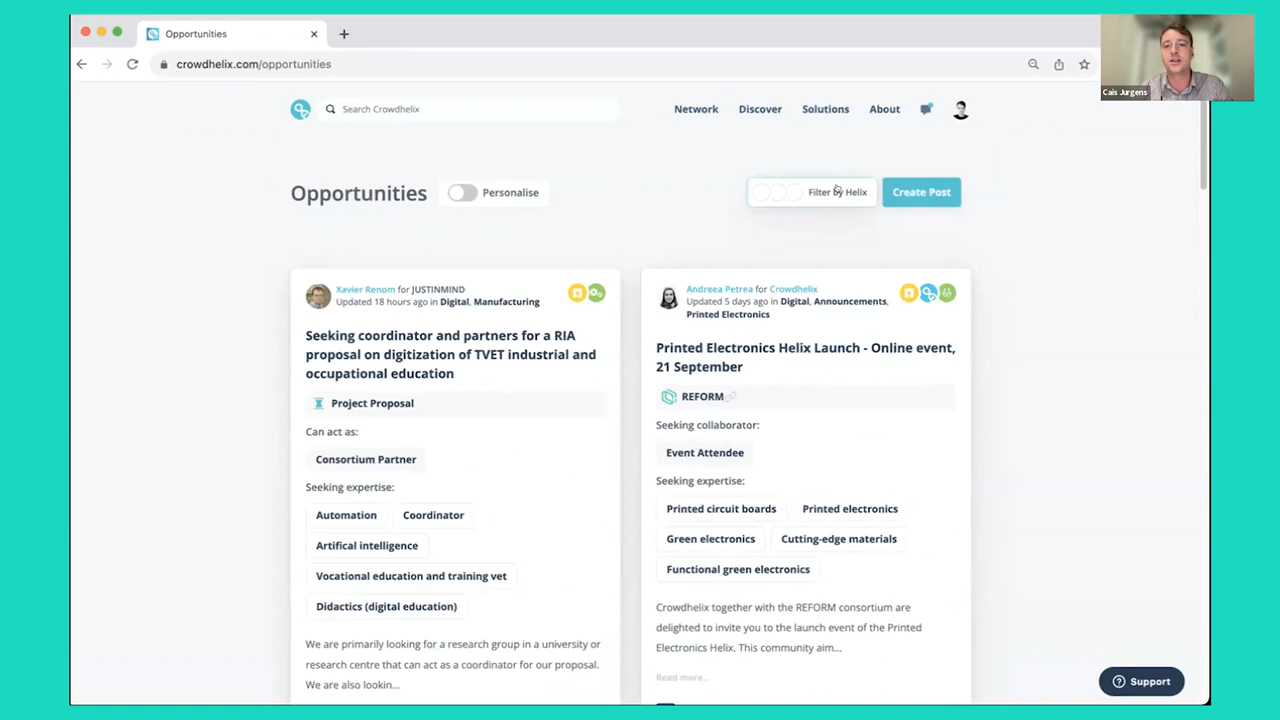 Opportunities
crowdhelix.com/opportunities
Cais Jurgens
Search Crowdhelix
Network
Discover
Solutions
About
Opportunities
Personalise
Filter by Helix
Create Post
Xavier Renom for JUSTINMIND
Updated 18 hours ago in Digital, Manufacturing
Seeking coordinator and partners for a RIA
proposal on digitization of TVET industrial and
occupational education
Project Proposal
Can act as:
Consortium Partner
Seeking expertise:
Automation
Coordinator
Artifical intelligence
Vocational education and training vet
Didactics (digital education)
We are primarily looking for a research group in a university or
research centre that can act as a coordinator for our proposal.
We are also lookin...
Andreea Petrea for Crowdhelix
Updated 5 days ago in Digital, Announcements,
Printed Electronics
Printed Electronics Helix Launch - Online event,
21 September
REFORM
Seeking collaborator:
Event Attendee
Seeking expertise:
Printed circuit boards
Printed electronics
Green electronics
Cutting-edge materials
Functional green electronics
Crowdhelix together with the REFORM consortium are
delighted to invite you to the launch event of the Printed
Electronics Helix. This community aim...
Read more...
Support